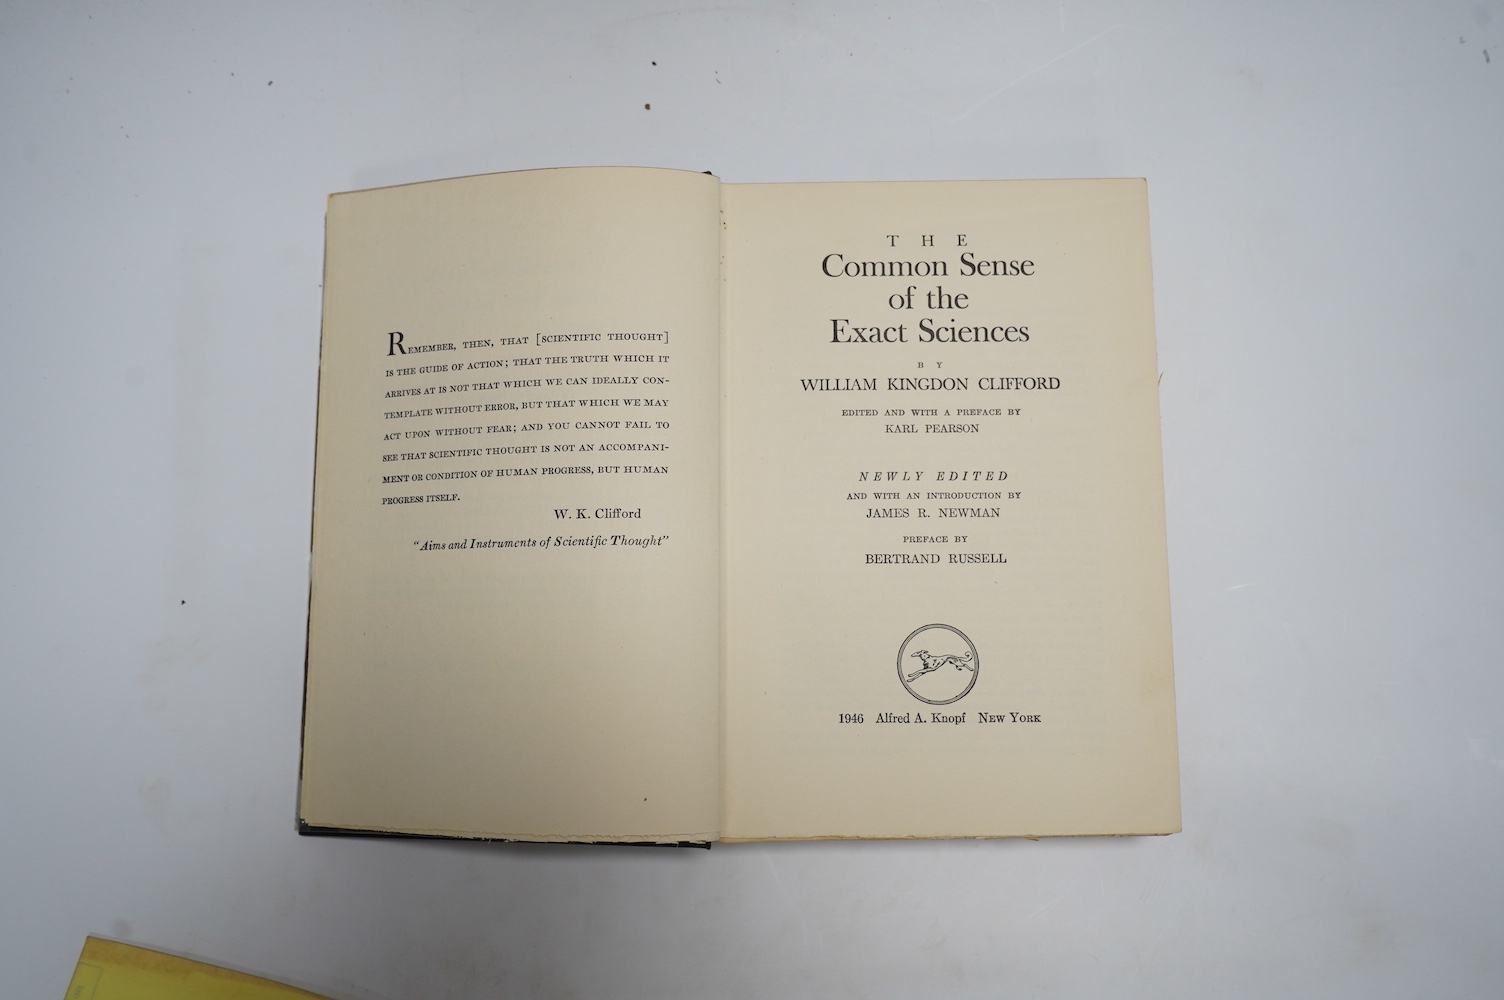 REMEMBER, THEN, THAT [SCIENTIFIC THOUGHT]
IS THE GUIDE OF ACTION; THAT THE TRUTH WHICH IT
ARRIVES AT IS NOT THAT WHICH WE CAN IDEALLY CON-
TEMPLATE WITHOUT ERROR, BUT THAT WHICH WE MAY
ACT UPON WITHOUT FEAR; AND YOU CANNOT FAIL TO
SEE THAT SCIENTIFIC THOUGHT IS NOT AN ACCOMPANI-
MENT OR CONDITION OF HUMAN PROGRESS, BUT HUMAN
PROGRESS ITSELF.
W. K. Clifford
"Aims and Instruments of Scientific Thought"
THE
Common Sense
of the
Exact Sciences
BY
WILLIAM KINGDON CLIFFORD
EDITED AND WITH A PREFACE BY
KARL PEARSON
NEWLY EDITED
AND WITH AN INTRODUCTION BY
JAMES R. NEWMAN
PREFACE BY
BERTRAND RUSSELL
1946 Alfred A. Knopf NEW YORK